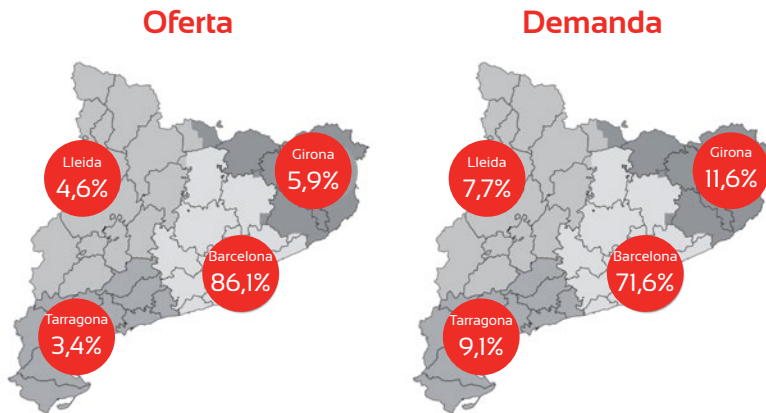 Oferta
Lleida
4,6%
Girona
5,9%
Barcelona
86,1%
Tarragona
3,4%
Demanda
Lleida
7,7%
Girona
11,6%
Barcelona
71,6%
Tarragona
9,1%